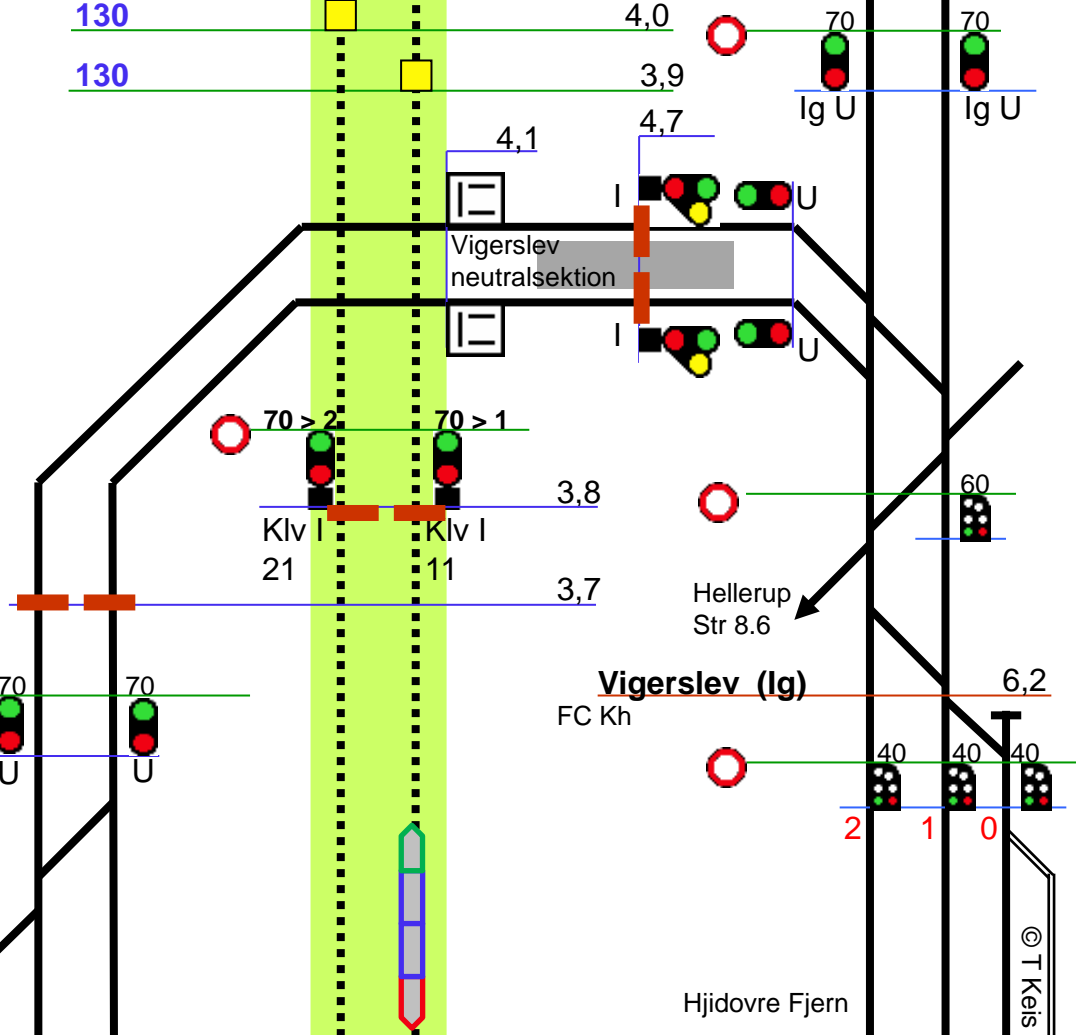 130
4,0
70
70
130
3,9
Ig U
Ig U
4,1
4,7
I
U
Vigerslev
neutralsektion
I
U
70 > 2
70 > 1
3,8
60
Klv I
21
Klv I
11
3,7
Hellerup
Str 8.6
70
70
Vigerslev (Ig)
6,2
FC Kh
U
U
40
40
40
2
1
0
© T Keis
Hjidovre Fjern